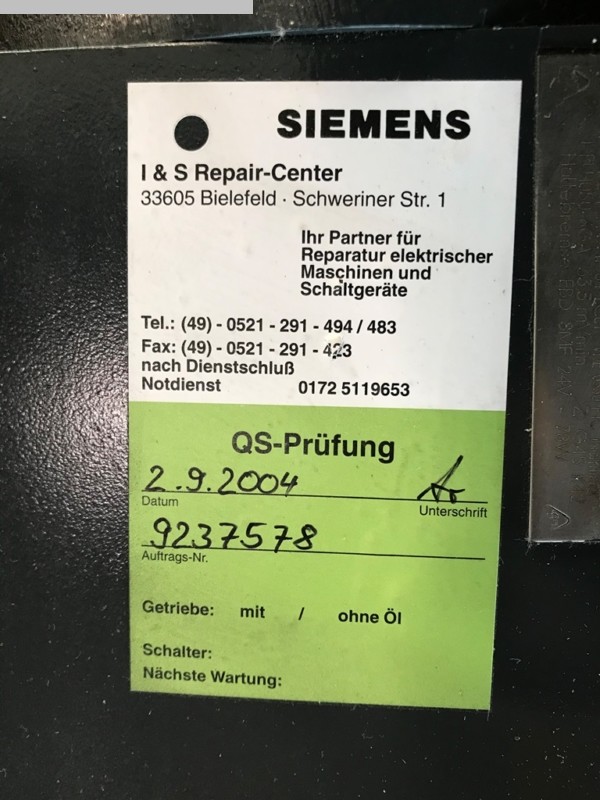 SIEMENS
I & S Repair-Center
33605 Bielefeld · Schweriner Str. 1
Ihr Partner für
Reparatur elektrischer
Maschinen und
Schaltgeräte
Tel.: (49) - 0521 - 291 - 494 / 483
Fax: (49) - 0521 - 291 - 423
nach Dienstschluß
Notdienst 0172 5119653
QS-Prüfung
2.9.2004
Datum Unterschrift
9237578
Auftrags-Nr.
Getriebe: mit / ohne Öl
Schalter:
Nächste Wartung: